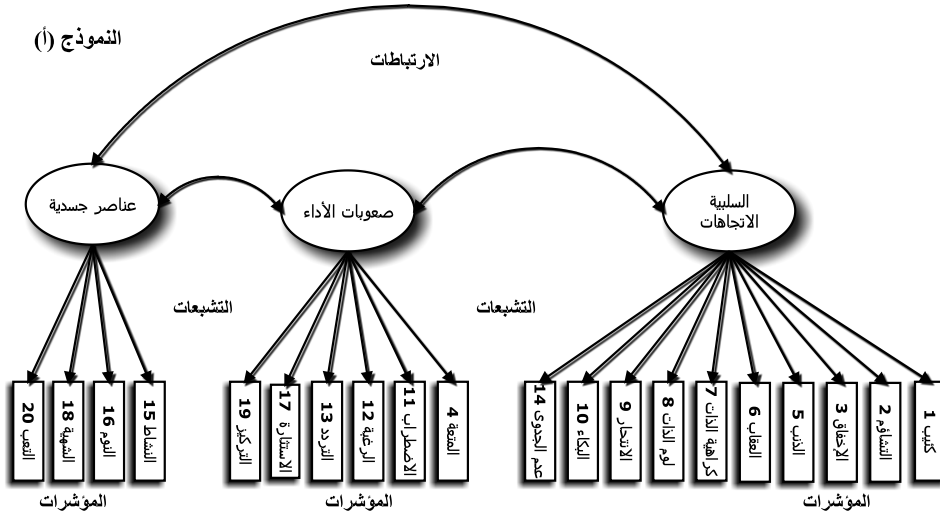 النموذج (أ)
الارتباطات
السلبية
الاتجاهات
صعوبات الأداء
عناصر جسدية
التشبعات
التشبعات
1 كئيب
2 التشاؤم
3 الإخفاق
5 الذنب
6 العقاب
7 كراهية الذات
8 لوم الذات
9 الانتحار
10 البكاء
14 عدم الجدوى
4 المتعة
11 الاضطراب
12 الرغبة
13 التردد
17 الاستثارة
19 التركيز
15 النشاط
16 النوم
18 الشهية
20 التعب
المؤشرات
المؤشرات
المؤشرات